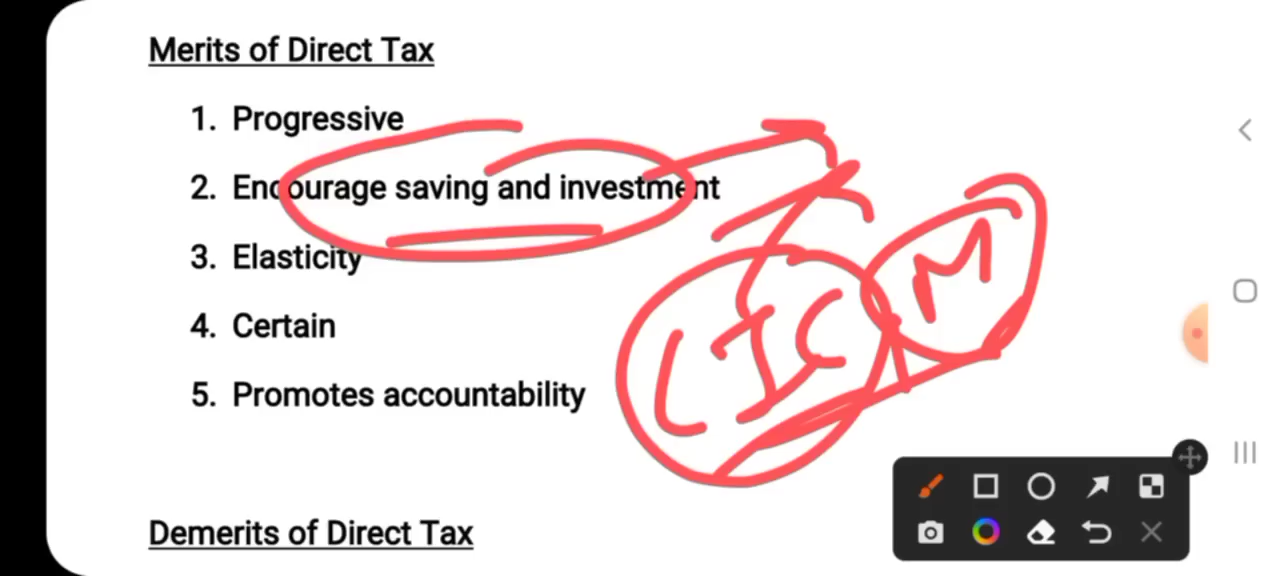 Merits of Direct Tax
1. Progressive
2. Encourage saving and investment
3. Elasticity
4. Certain
5. Promotes accountability
LIC
M
Demerits of Direct Tax